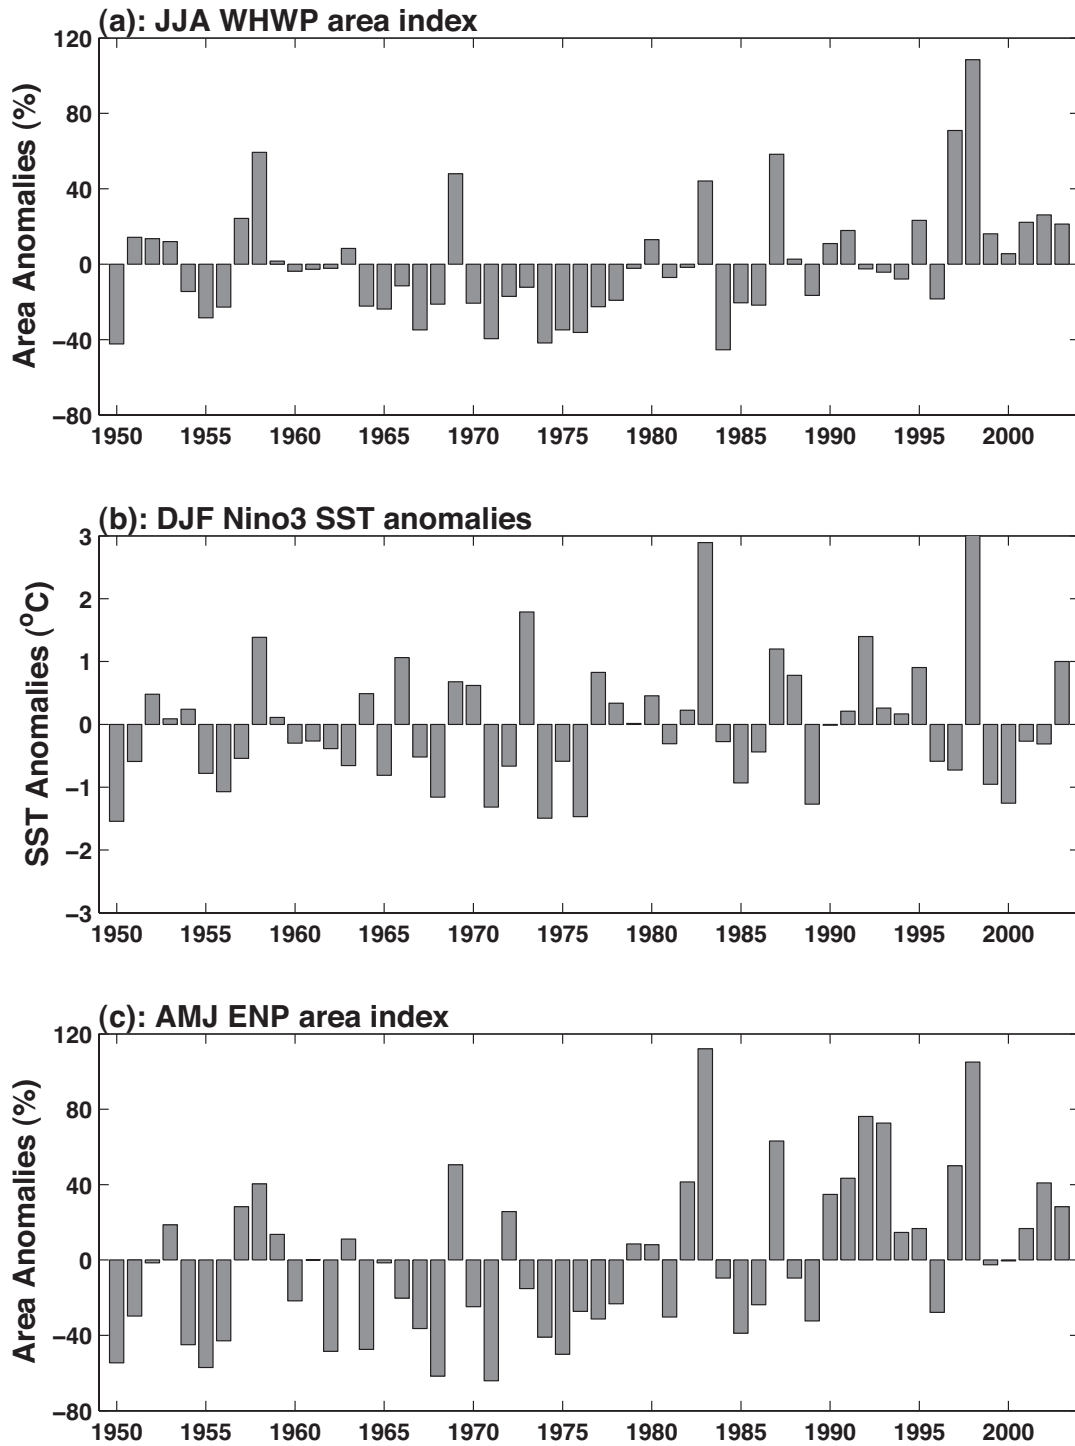 (a): JJA WHWP area index
120
80
40
0
−40
−80
Area Anomalies (%)
1950 1955 1960 1965 1970 1975 1980 1985 1990 1995 2000
(b): DJF Nino3 SST anomalies
3
2
1
0
−1
−2
−3
SST Anomalies (oC)
1950 1955 1960 1965 1970 1975 1980 1985 1990 1995 2000
(c): AMJ ENP area index
120
80
40
0
−40
−80
Area Anomalies (%)
1950 1955 1960 1965 1970 1975 1980 1985 1990 1995 2000